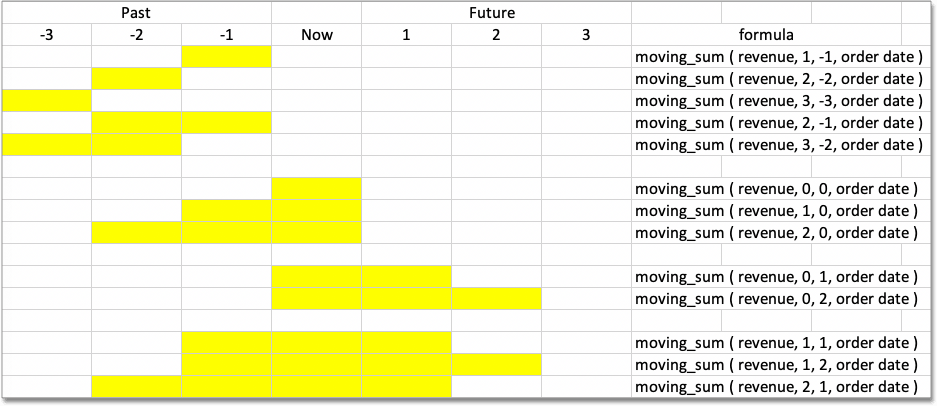 Past Future
-3 -2 -1 Now 1 2 3 formula
moving_sum ( revenue, 1, -1, order date )
moving_sum ( revenue, 2, -2, order date )
moving_sum ( revenue, 3, -3, order date )
moving_sum ( revenue, 2, -1, order date )
moving_sum ( revenue, 3, -2, order date )
moving_sum ( revenue, 0, 0, order date )
moving_sum ( revenue, 1, 0, order date )
moving_sum ( revenue, 2, 0, order date )
moving_sum ( revenue, 0, 1, order date )
moving_sum ( revenue, 0, 2, order date )
moving_sum ( revenue, 1, 1, order date )
moving_sum ( revenue, 1, 2, order date )
moving_sum ( revenue, 2, 1, order date )